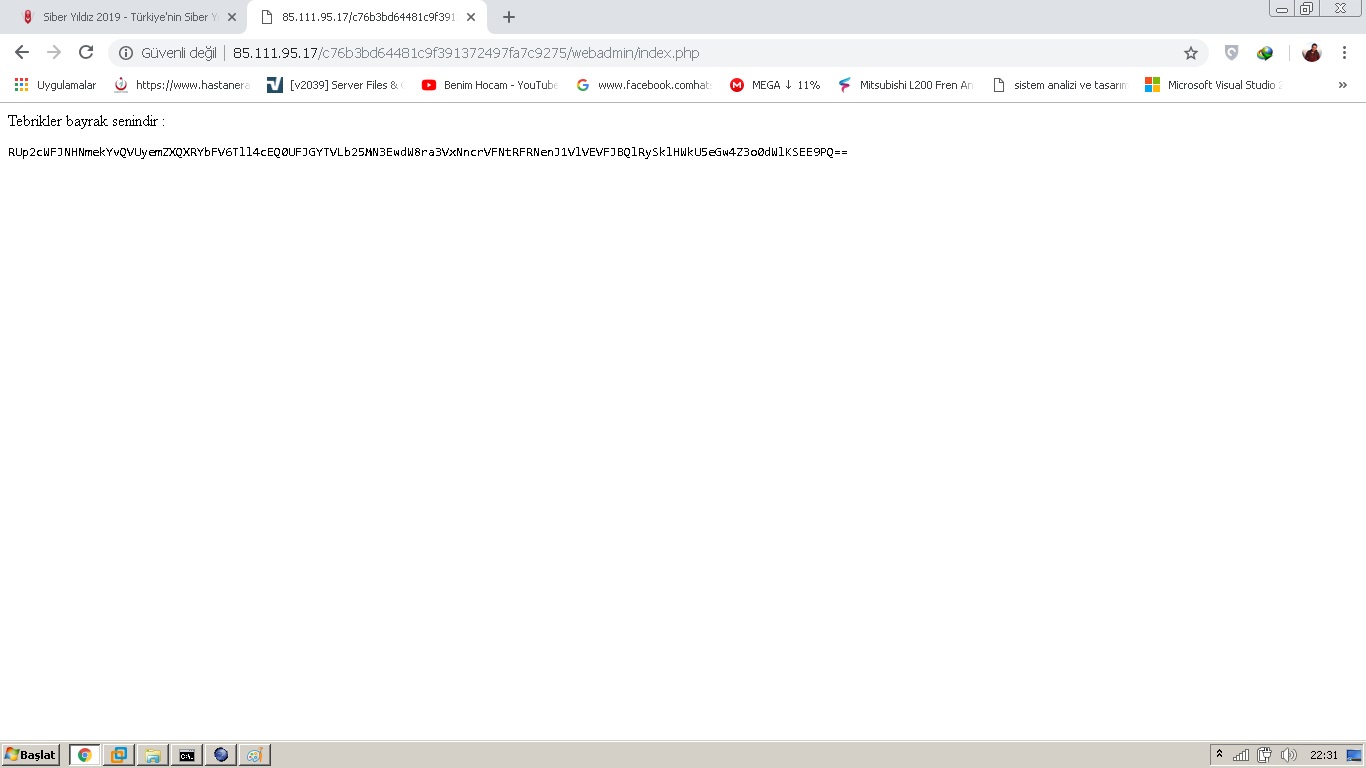 Siber Yıldız 2019 - Türkiye'nin Siber Y
85.111.95.17/c76b3bd64481c9f391
Güvenli değil
85.111.95.17/c76b3bd64481c9f391372497fa7c9275/webadmin/index.php
Uygulamalar
https://www.hastanera
[v2039] Server Files & C
Benim Hocam - YouTube
www.facebook.comhat
MEGA ↓ 11%
Mitsubishi L200 Fren An
sistem analizi ve tasarım
Microsoft Visual Studio 2
»
Tebrikler bayrak senindir :
RUp2cWFJNHNmekYvQVUyemZXQXRYbFV6Tll4cEQ0UFJGYTVLb25MN3EwdW8ra3VxNncrVFNtRFRNenJ1VlVEVFJBQlRySklHWkU5eGw4Z3o0dWlKSEE9PQ==
Başlat
22:31